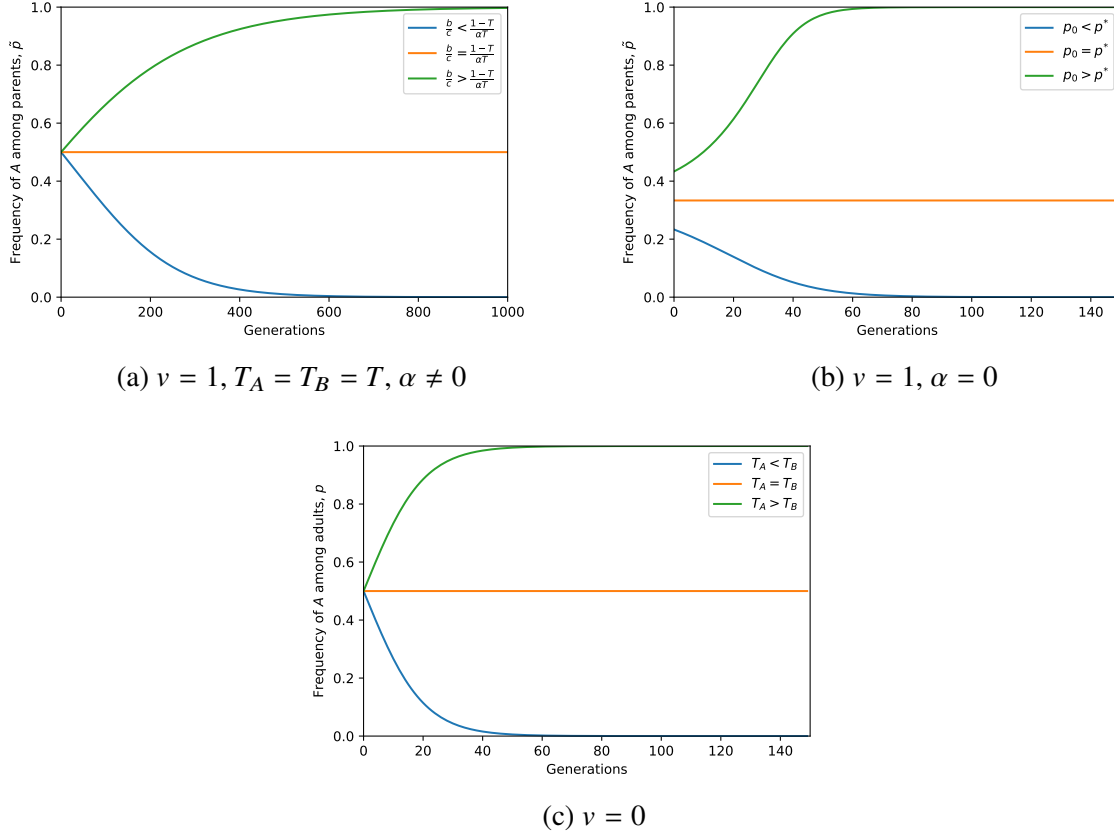 1.0
0.8
0.6
0.4
0.2
0.0
Frequency of A among parents, p̃
b/c < (1 − T)/(αT)
b/c = (1 − T)/(αT)
b/c > (1 − T)/(αT)
0 200 400 600 800 1000
Generations
(a) v = 1, T_A = T_B = T, α ≠ 0
1.0
0.8
0.6
0.4
0.2
0.0
Frequency of A among parents, p̃
p₀ < p*
p₀ = p*
p₀ > p*
0 20 40 60 80 100 120 140
Generations
(b) v = 1, α = 0
1.0
0.8
0.6
0.4
0.2
0.0
Frequency of A among adults, p
T_A < T_B
T_A = T_B
T_A > T_B
0 20 40 60 80 100 120 140
Generations
(c) v = 0